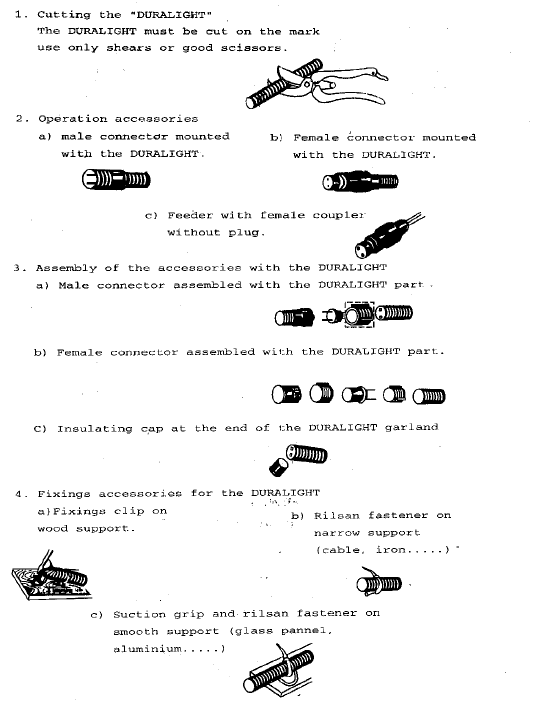 1. Cutting the "DURALIGHT"
The DURALIGHT must be cut on the mark
use only shears or good scissors.
2. Operation accessories
a) male connector mounted
with the DURALIGHT.
b) Female connector mounted
with the DURALIGHT.
c) Feeder with female coupler
without plug.
3. Assembly of the accessories with the DURALIGHT
a) Male connector assembled with the DURALIGHT part.
b) Female connector assembled with the DURALIGHT part.
C) Insulating cap at the end of the DURALIGHT garland
4. Fixings accessories for the DURALIGHT
a)Fixings clip on
wood support.
b) Rilsan fastener on
narrow support
(cable, iron.....)
c) Suction grip and rilsan fastener on
smooth support (glass pannel,
aluminium.....)